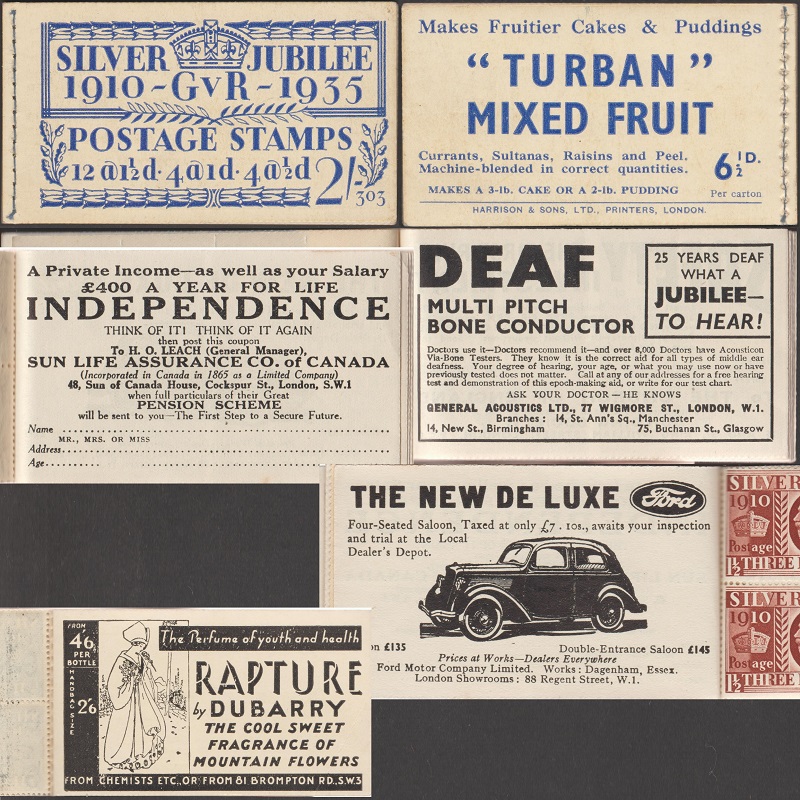 SILVER JUBILEE
1910-GvR-1935
POSTAGE STAMPS
12@1½d·4@1d·4@½d 2/-
303
Makes Fruitier Cakes & Puddings
"TURBAN"
MIXED FRUIT
Currants, Sultanas, Raisins and Peel.
Machine-blended in correct quantities.
6½D.
MAKES A 3-lb. CAKE OR A 2-lb. PUDDING
Per carton
HARRISON & SONS, LTD., PRINTERS, LONDON.
A Private Income—as well as your Salary
£400 A YEAR FOR LIFE
INDEPENDENCE
THINK OF IT! THINK OF IT AGAIN
then post this coupon
To H. O. LEACH (General Manager),
SUN LIFE ASSURANCE CO. of CANADA
(Incorporated in Canada in 1865 as a Limited Company)
48, Sun of Canada House, Cockspur St., London, S.W.1
when full particulars of their Great
PENSION SCHEME
will be sent to you—The First Step to a Secure Future.
Name
MR., MRS. OR MISS
Address
Age
DEAF
MULTI PITCH
BONE CONDUCTOR
25 YEARS DEAF
WHAT A
JUBILEE—
TO HEAR!
Doctors use it—Doctors recommend it—and over 8,000 Doctors have Acousticon
Via-Bone Testers. They know it is the correct aid for all types of middle ear
deafness. Your degree of hearing, your age, or what you may use now or have
previously tested does not matter. Call at any of our addresses for a free hearing
test and demonstration of this epoch-making aid, or write for our test chart.
ASK YOUR DOCTOR—HE KNOWS
GENERAL ACOUSTICS LTD., 77 WIGMORE ST., LONDON, W.1.
Branches: 14, St. Ann's Sq., Manchester
14, New St., Birmingham 75, Buchanan St., Glasgow
THE NEW DE LUXE Ford
Four-Seated Saloon, Taxed at only £7 . 10s., awaits your inspection
and trial at the Local
Dealer's Depot.
n £135 Double-Entrance Saloon £145
Prices at Works—Dealers Everywhere
Ford Motor Company Limited. Works: Dagenham, Essex.
London Showrooms: 88 Regent Street, W.1.
SILVER
1910
Postage
1½ THREE
SILVER
1910
Postage
1½ THREE
FROM
4/6
PER
BOTTLE
HANDBAG SIZE
2/6
The Perfume of youth and health
RAPTURE
by DUBARRY
THE COOL SWEET
FRAGRANCE OF
MOUNTAIN FLOWERS
FROM CHEMISTS ETC., OR FROM 81 BROMPTON RD., S.W.3